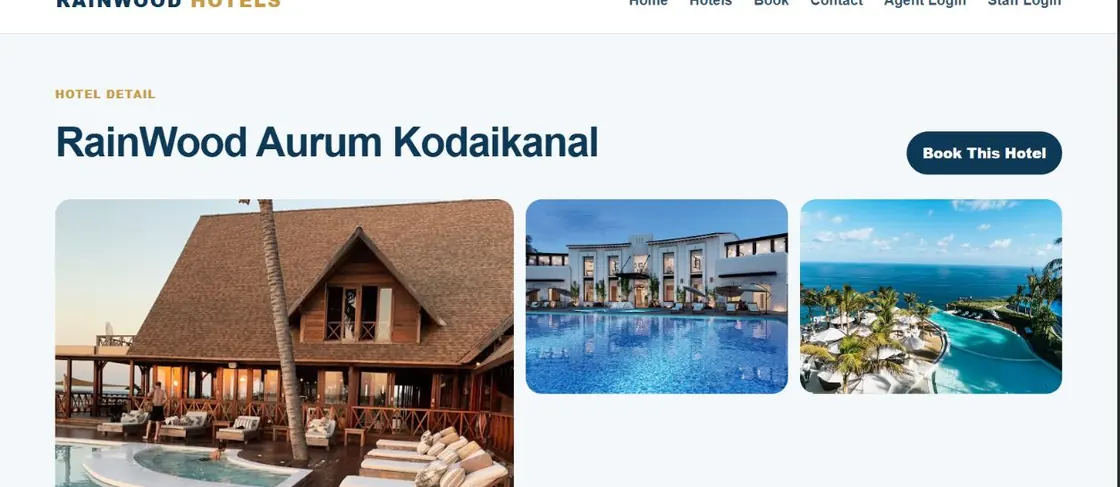 RAINWOOD HOTELS
Home Hotels Book Contact Agent Login Staff Login
HOTEL DETAIL
RainWood Aurum Kodaikanal
Book This Hotel